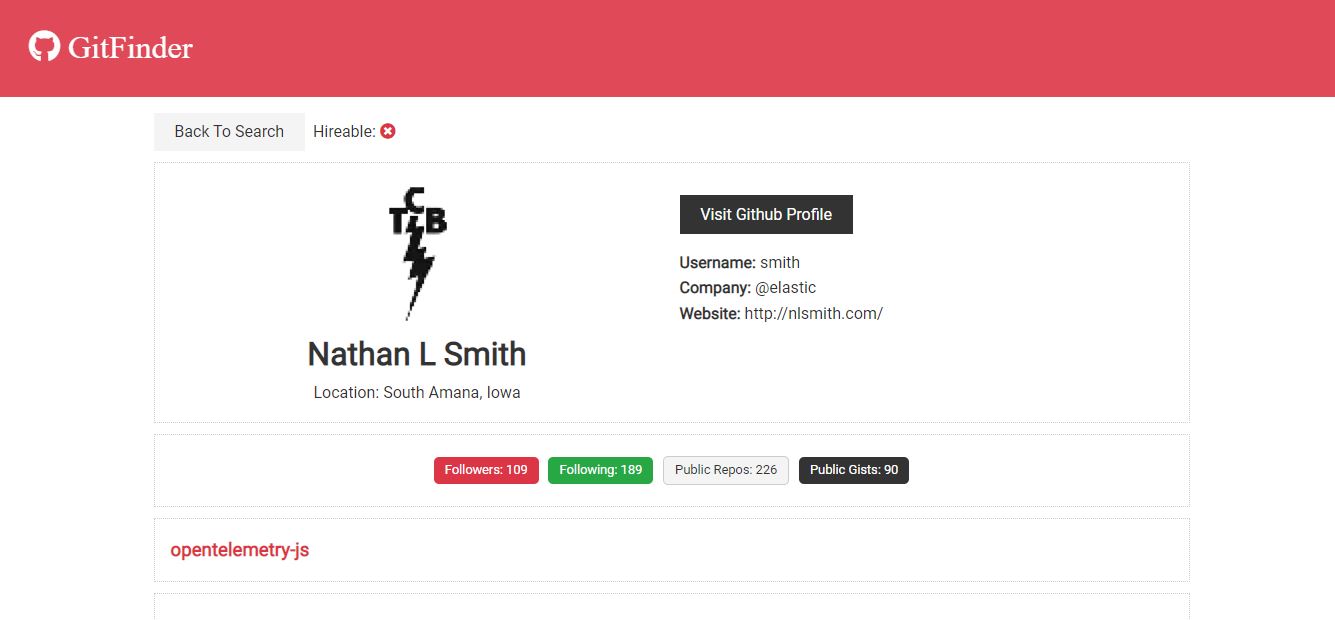 GitFinder
Back To Search Hireable:
TCB
Visit Github Profile
Username: smith
Company: @elastic
Website: http://nlsmith.com/
Nathan L Smith
Location: South Amana, Iowa
Followers: 109 Following: 189 Public Repos: 226 Public Gists: 90
opentelemetry-js